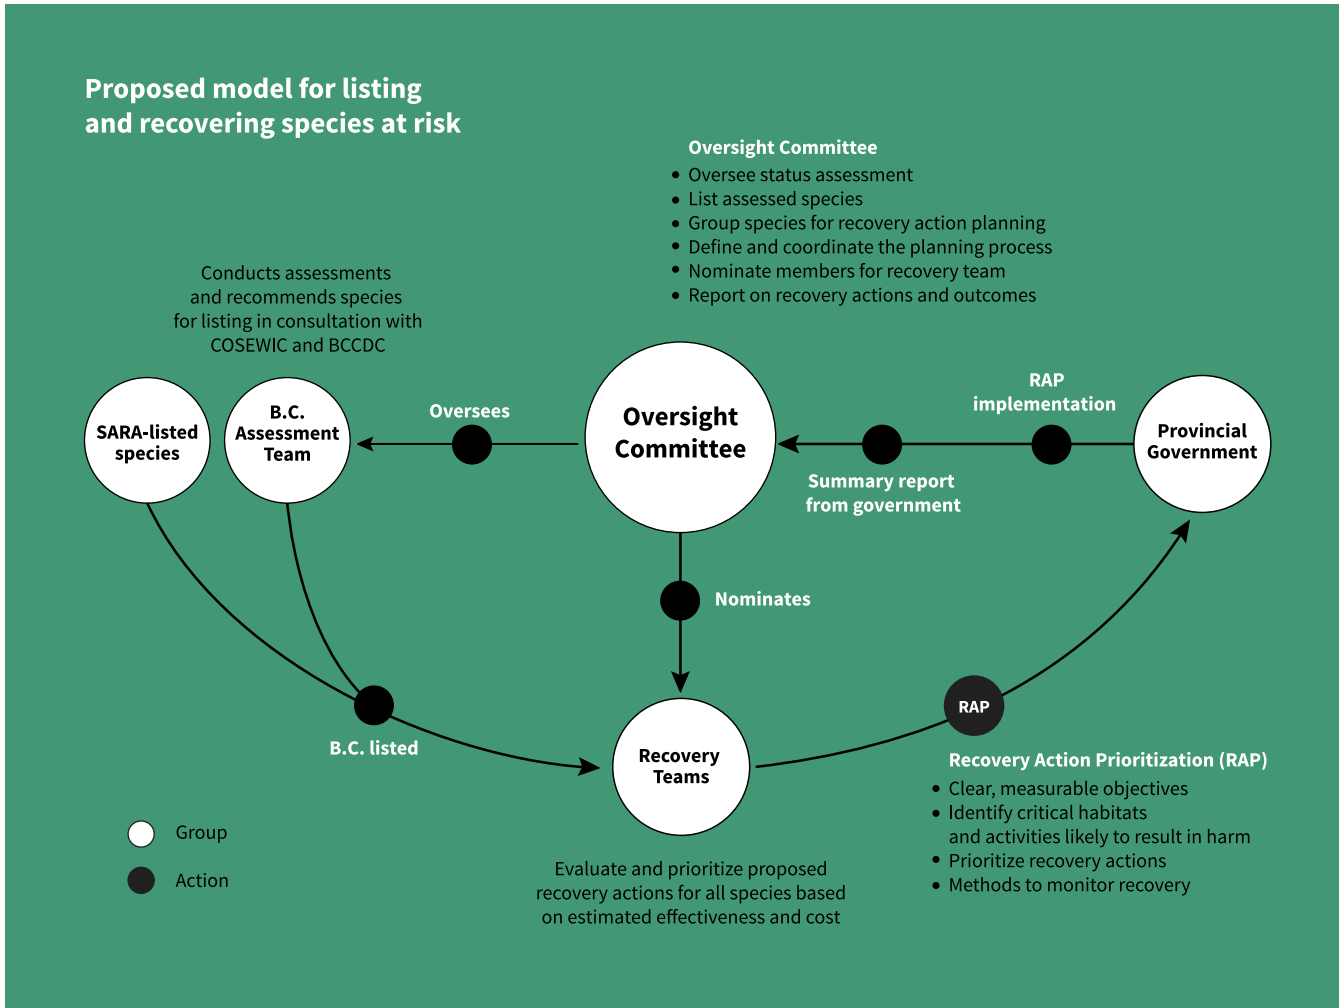 Proposed model for listing
and recovering species at risk
Oversight Committee
• Oversee status assessment
• List assessed species
• Group species for recovery action planning
• Define and coordinate the planning process
• Nominate members for recovery team
• Report on recovery actions and outcomes
Conducts assessments
and recommends species
for listing in consultation with
COSEWIC and BCCDC
SARA-listed
species
B.C.
Assessment
Team
Oversees
Oversight
Committee
RAP
implementation
Summary report
from government
Provincial
Government
Nominates
B.C. listed
Recovery
Teams
RAP
Recovery Action Prioritization (RAP)
• Clear, measurable objectives
• Identify critical habitats
and activities likely to result in harm
• Prioritize recovery actions
• Methods to monitor recovery
Group
Action
Evaluate and prioritize proposed
recovery actions for all species based
on estimated effectiveness and cost